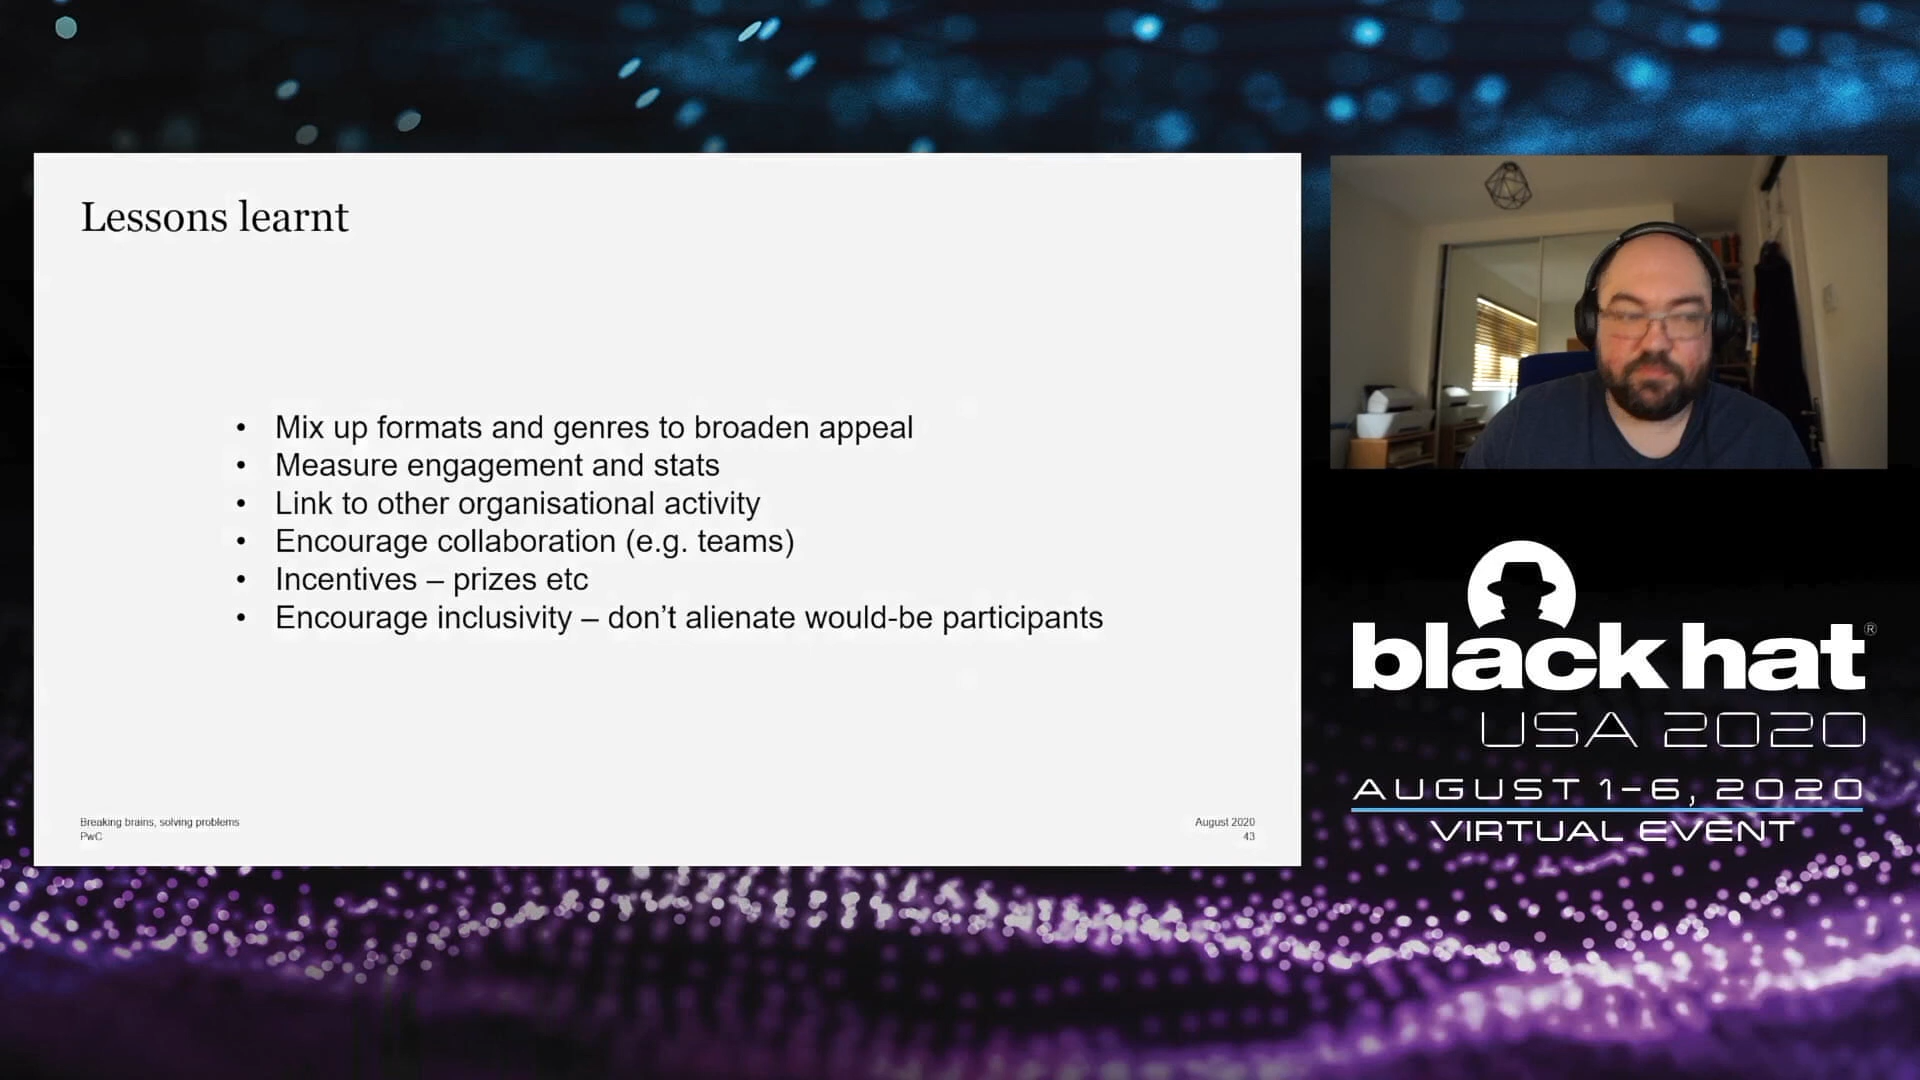 Lessons learnt
• Mix up formats and genres to broaden appeal
• Measure engagement and stats
• Link to other organisational activity
• Encourage collaboration (e.g. teams)
• Incentives – prizes etc
• Encourage inclusivity – don’t alienate would-be participants
Breaking brains, solving problems
PwC
August 2020
43
black hat®
USA 2020
AUGUST 1-6, 2020
VIRTUAL EVENT